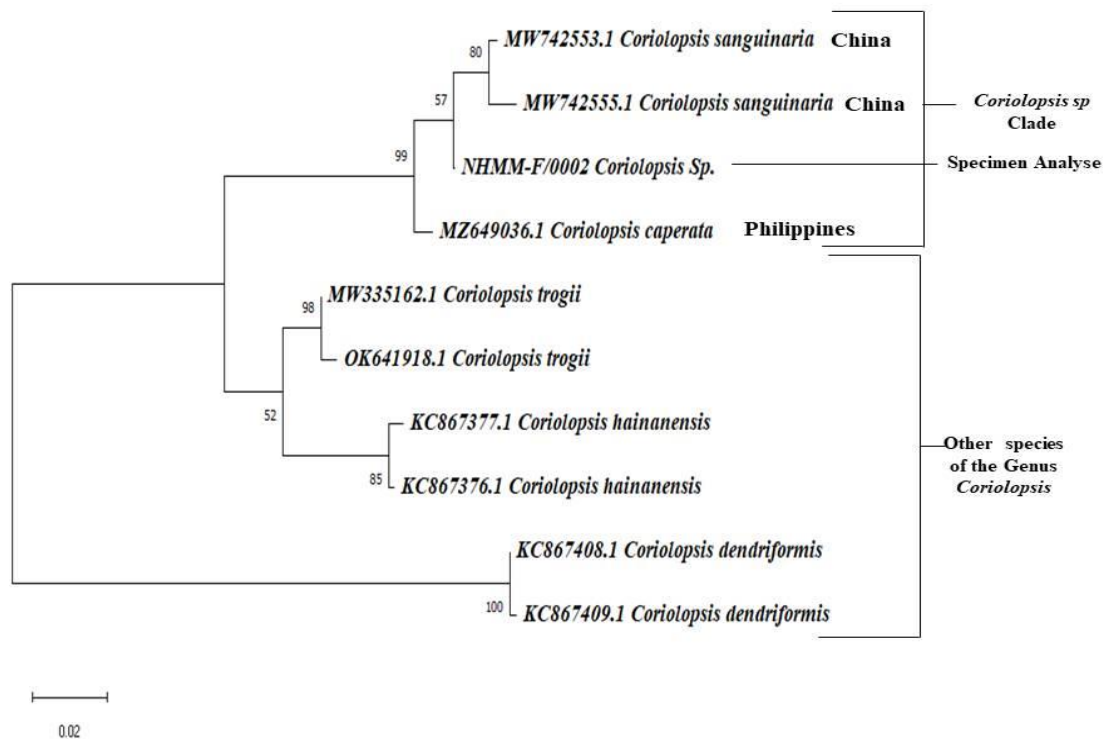 80
MW742553.1 Coriolopsis sanguinaria China
57
MW742555.1 Coriolopsis sanguinaria China
Coriolopsis sp
Clade
99
NHMM-F/0002 Coriolopsis Sp.
Specimen Analyse
MZ649036.1 Coriolopsis caperata Philippines
98
MW335162.1 Coriolopsis trogii
OK641918.1 Coriolopsis trogii
52
KC867377.1 Coriolopsis hainanensis
85
KC867376.1 Coriolopsis hainanensis
Other species
of the Genus
Coriolopsis
KC867408.1 Coriolopsis dendriformis
100
KC867409.1 Coriolopsis dendriformis
0.02